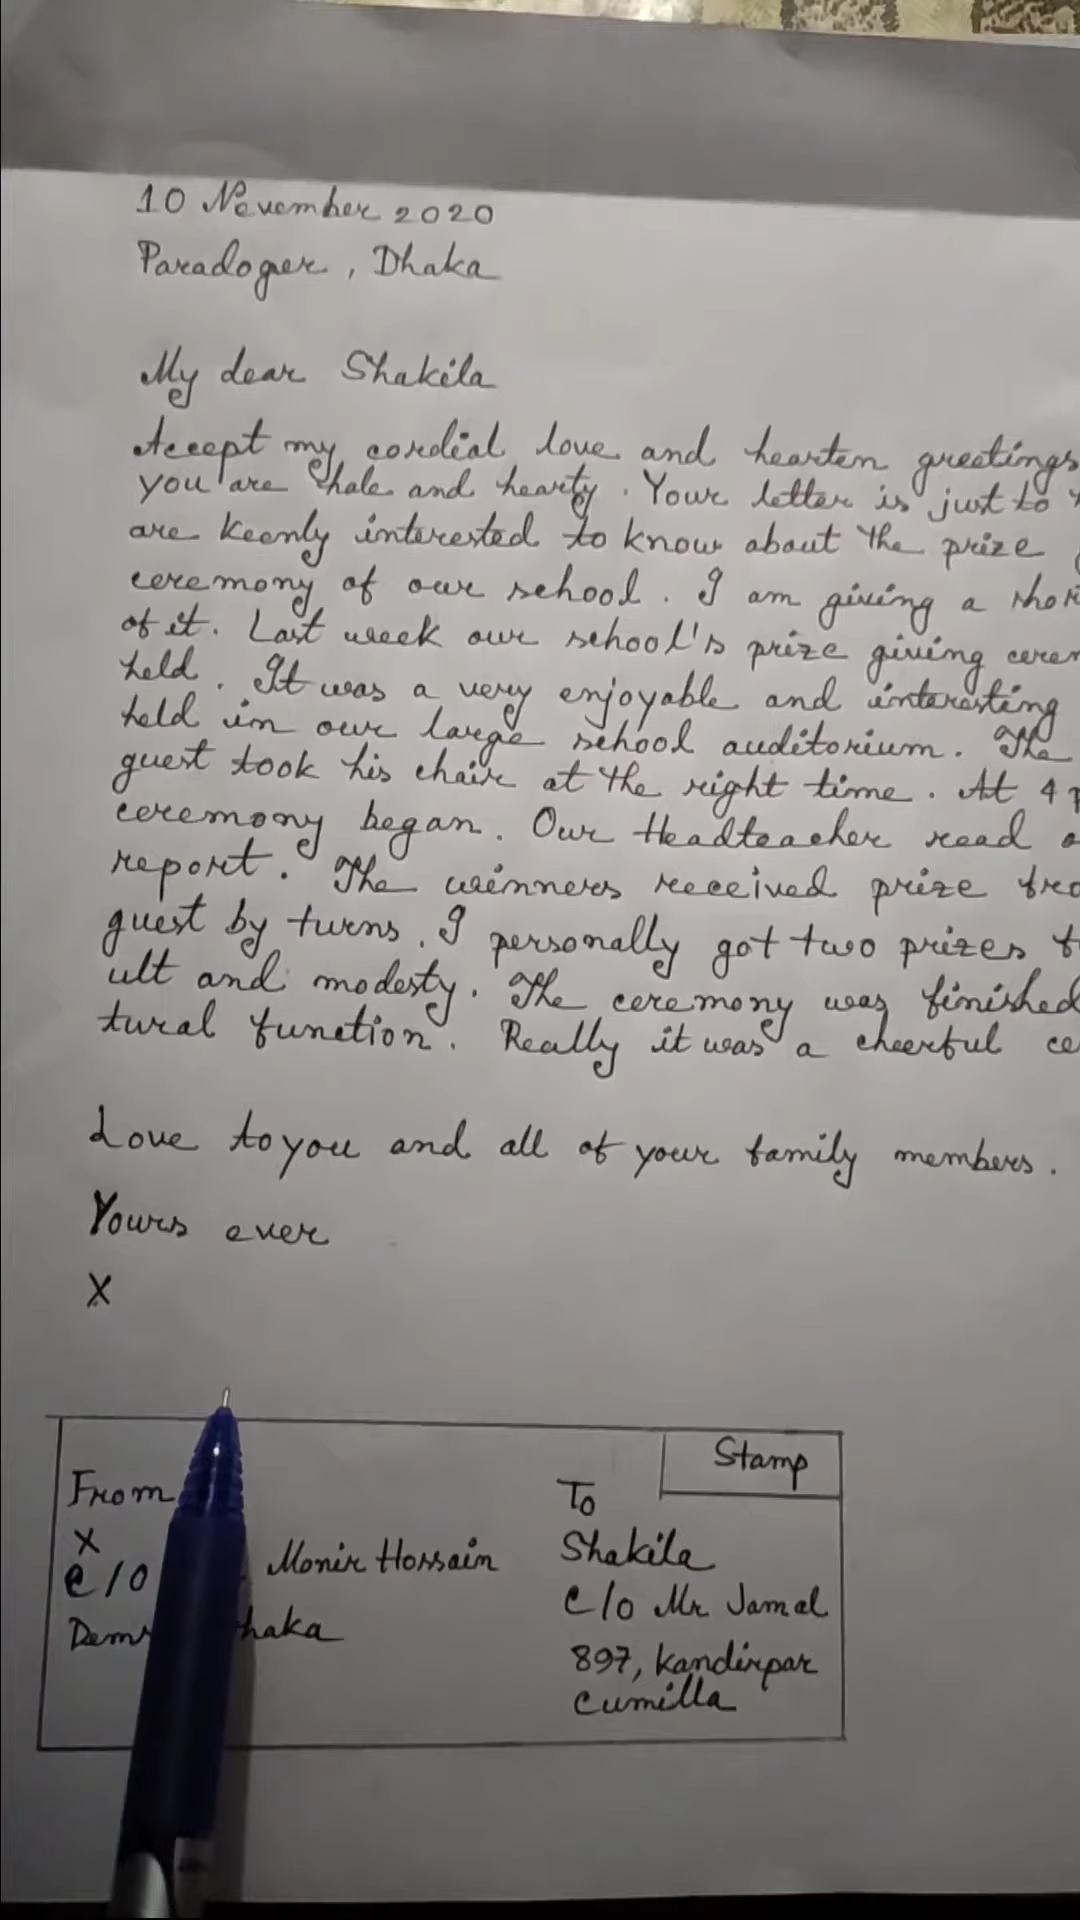 10 November 2020
Paradoger, Dhaka
My dear Shakila
Accept my cordial love and hearten greetings
you are hale and hearty. Your letter is just to
are keenly interested to know about the prize
ceremony of our school. I am giving a
of it. Last week our school's prize giving
held. It was a very enjoyable and interesting
held in our large school auditorium. The
guest took his chair at the right time. At 4
ceremony began. Our Headteacher read
report. The winners received prize
guest by turns. I personally got two prizes
ult and modesty. The ceremony was finished
tural function. Really it was a cheerful
Love to you and all of your family members.
Yours ever
X
Stamp
From
X
C/O Monir Hossain
To
Shakila
C/o Mr Jamal
897, Kandirpar
Cumilla